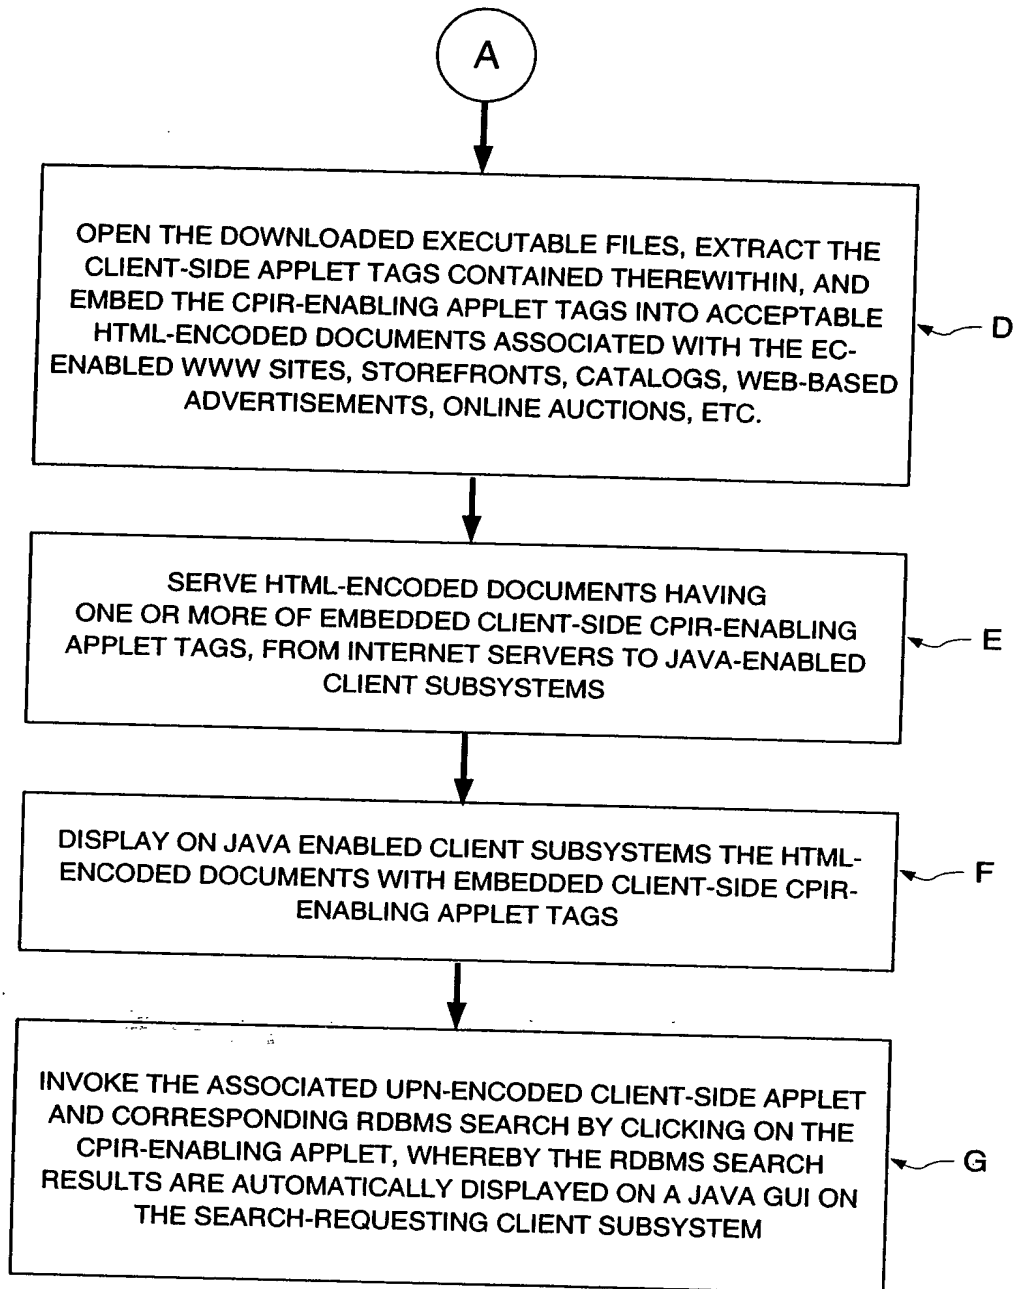 A
OPEN THE DOWNLOADED EXECUTABLE FILES, EXTRACT THE
CLIENT-SIDE APPLET TAGS CONTAINED THEREWITHIN, AND
EMBED THE CPIR-ENABLING APPLET TAGS INTO ACCEPTABLE
HTML-ENCODED DOCUMENTS ASSOCIATED WITH THE EC-
ENABLED WWW SITES, STOREFRONTS, CATALOGS, WEB-BASED
ADVERTISEMENTS, ONLINE AUCTIONS, ETC.
D
SERVE HTML-ENCODED DOCUMENTS HAVING
ONE OR MORE OF EMBEDDED CLIENT-SIDE CPIR-ENABLING
APPLET TAGS, FROM INTERNET SERVERS TO JAVA-ENABLED
CLIENT SUBSYSTEMS
E
DISPLAY ON JAVA ENABLED CLIENT SUBSYSTEMS THE HTML-
ENCODED DOCUMENTS WITH EMBEDDED CLIENT-SIDE CPIR-
ENABLING APPLET TAGS
F
INVOKE THE ASSOCIATED UPN-ENCODED CLIENT-SIDE APPLET
AND CORRESPONDING RDBMS SEARCH BY CLICKING ON THE
CPIR-ENABLING APPLET, WHEREBY THE RDBMS SEARCH
RESULTS ARE AUTOMATICALLY DISPLAYED ON A JAVA GUI ON
THE SEARCH-REQUESTING CLIENT SUBSYSTEM
G